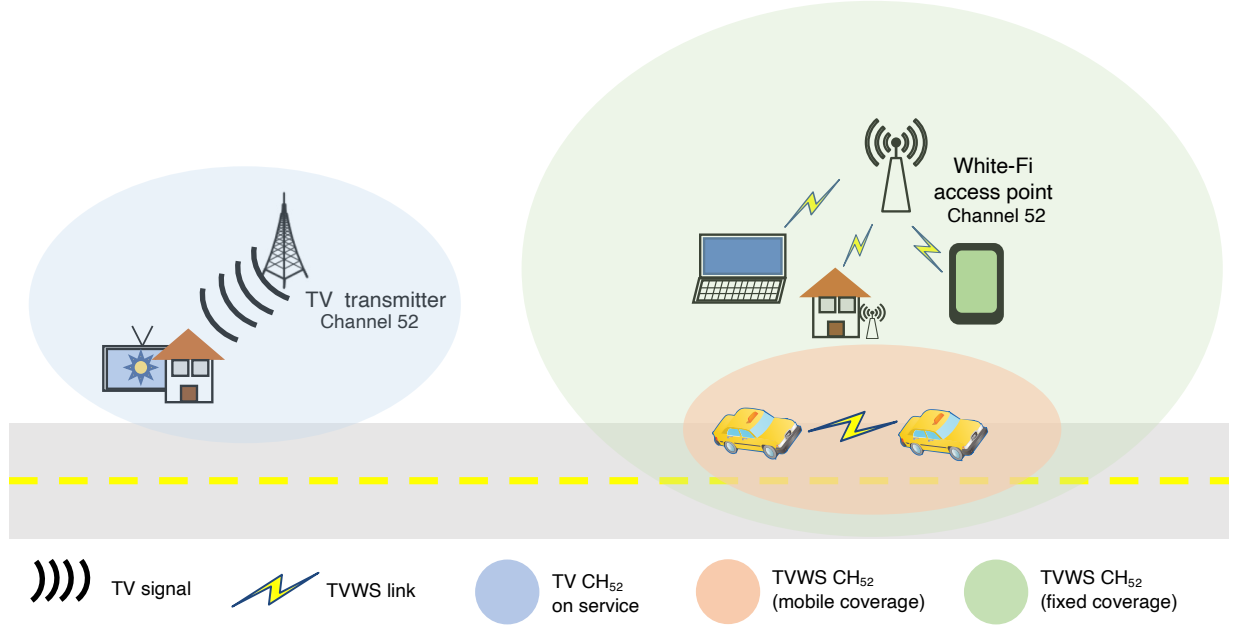 White-Fi
access point
Channel 52
TV transmitter
Channel 52
TV signal
TVWS link
TV CH52
on service
TVWS CH52
(mobile coverage)
TVWS CH52
(fixed coverage)